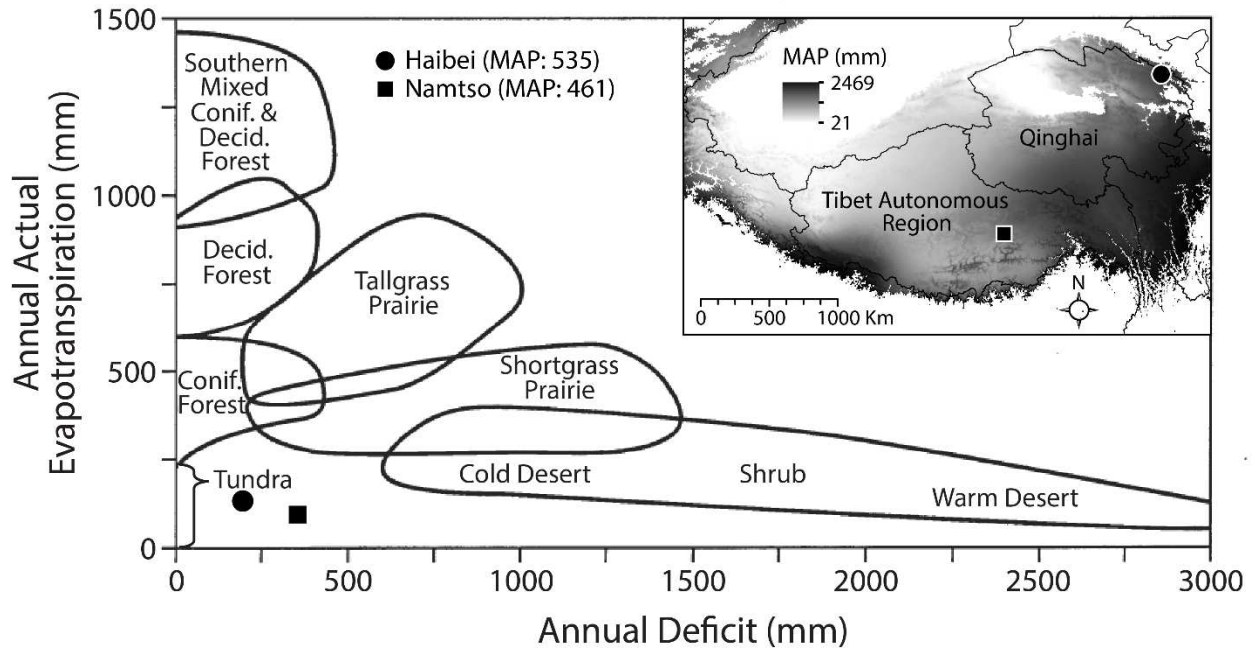 1500
1000
500
0
Annual Actual
Evapotranspiration (mm)
Southern
Mixed
Conif. &
Decid.
Forest
Decid.
Forest
Conif.
Forest
Tundra
Tallgrass
Prairie
Shortgrass
Prairie
Cold Desert
Shrub
Warm Desert
Haibei (MAP: 535)
Namtso (MAP: 461)
MAP (mm)
2469
21
Qinghai
Tibet Autonomous
Region
N
0 500 1000 Km
0 500 1000 1500 2000 2500 3000
Annual Deficit (mm)